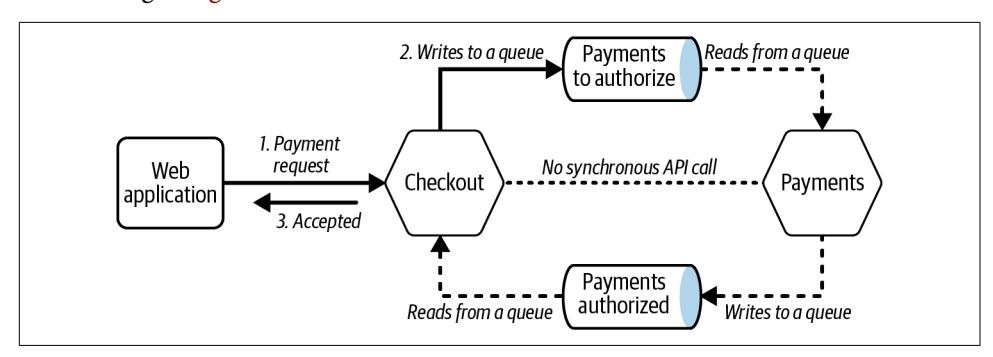 2. Writes to a queue
Payments
to authorize
Reads from a queue
1. Payment
request
Web
application
Checkout
No synchronous API call
Payments
3. Accepted
Reads from a queue
Payments
authorized
Writes to a queue